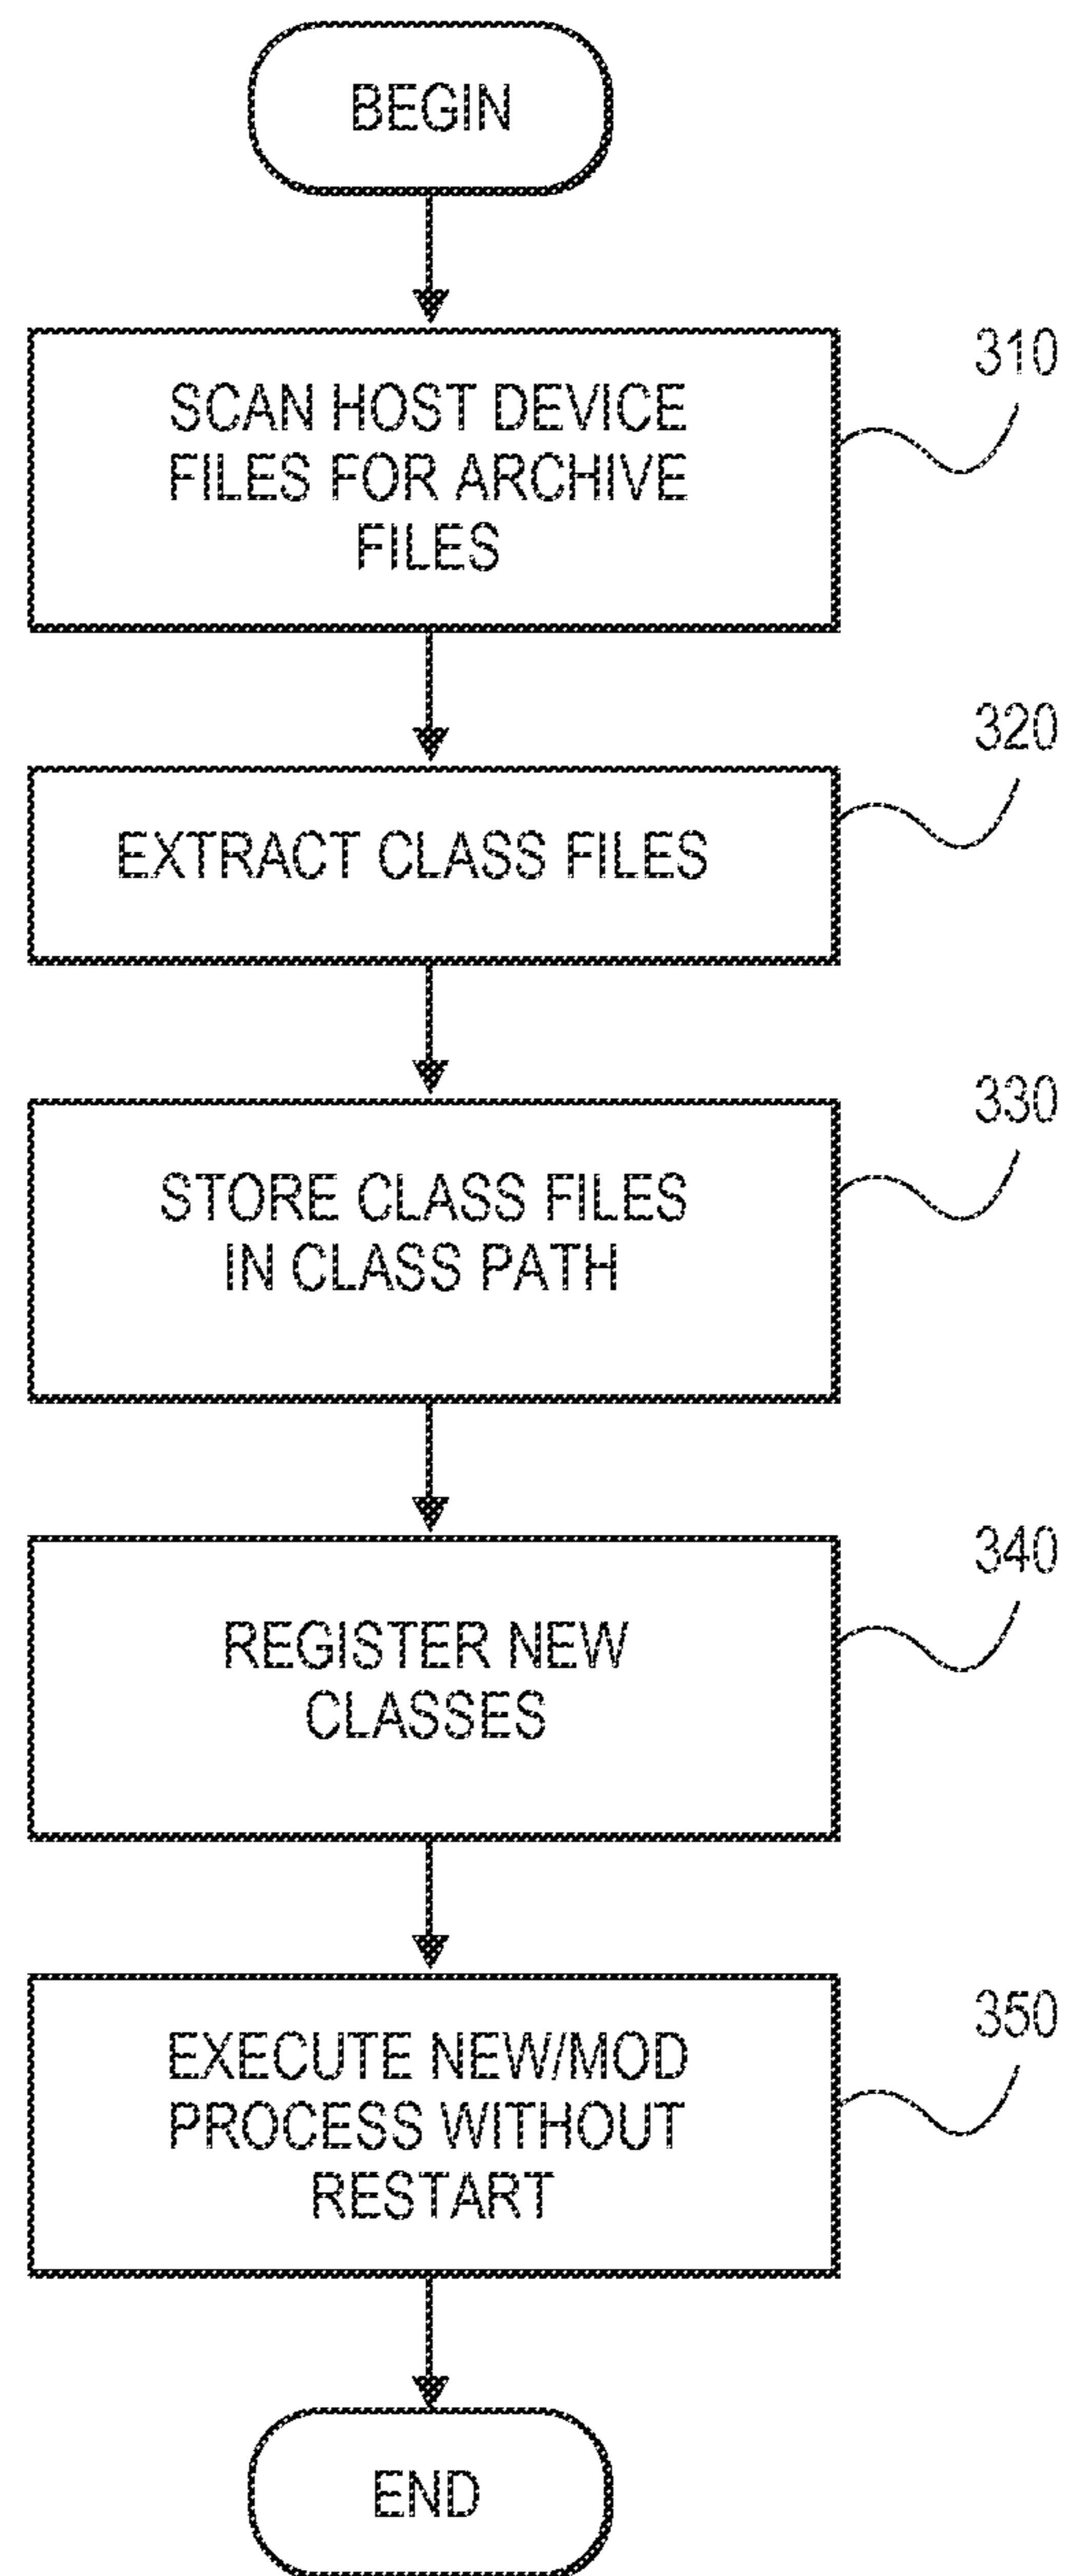 BEGIN
310
SCAN HOST DEVICE
FILES FOR ARCHIVE
FILES
320
EXTRACT CLASS FILES
330
STORE CLASS FILES
IN CLASS PATH
340
REGISTER NEW
CLASSES
350
EXECUTE NEW/MOD
PROCESS WITHOUT
RESTART
END